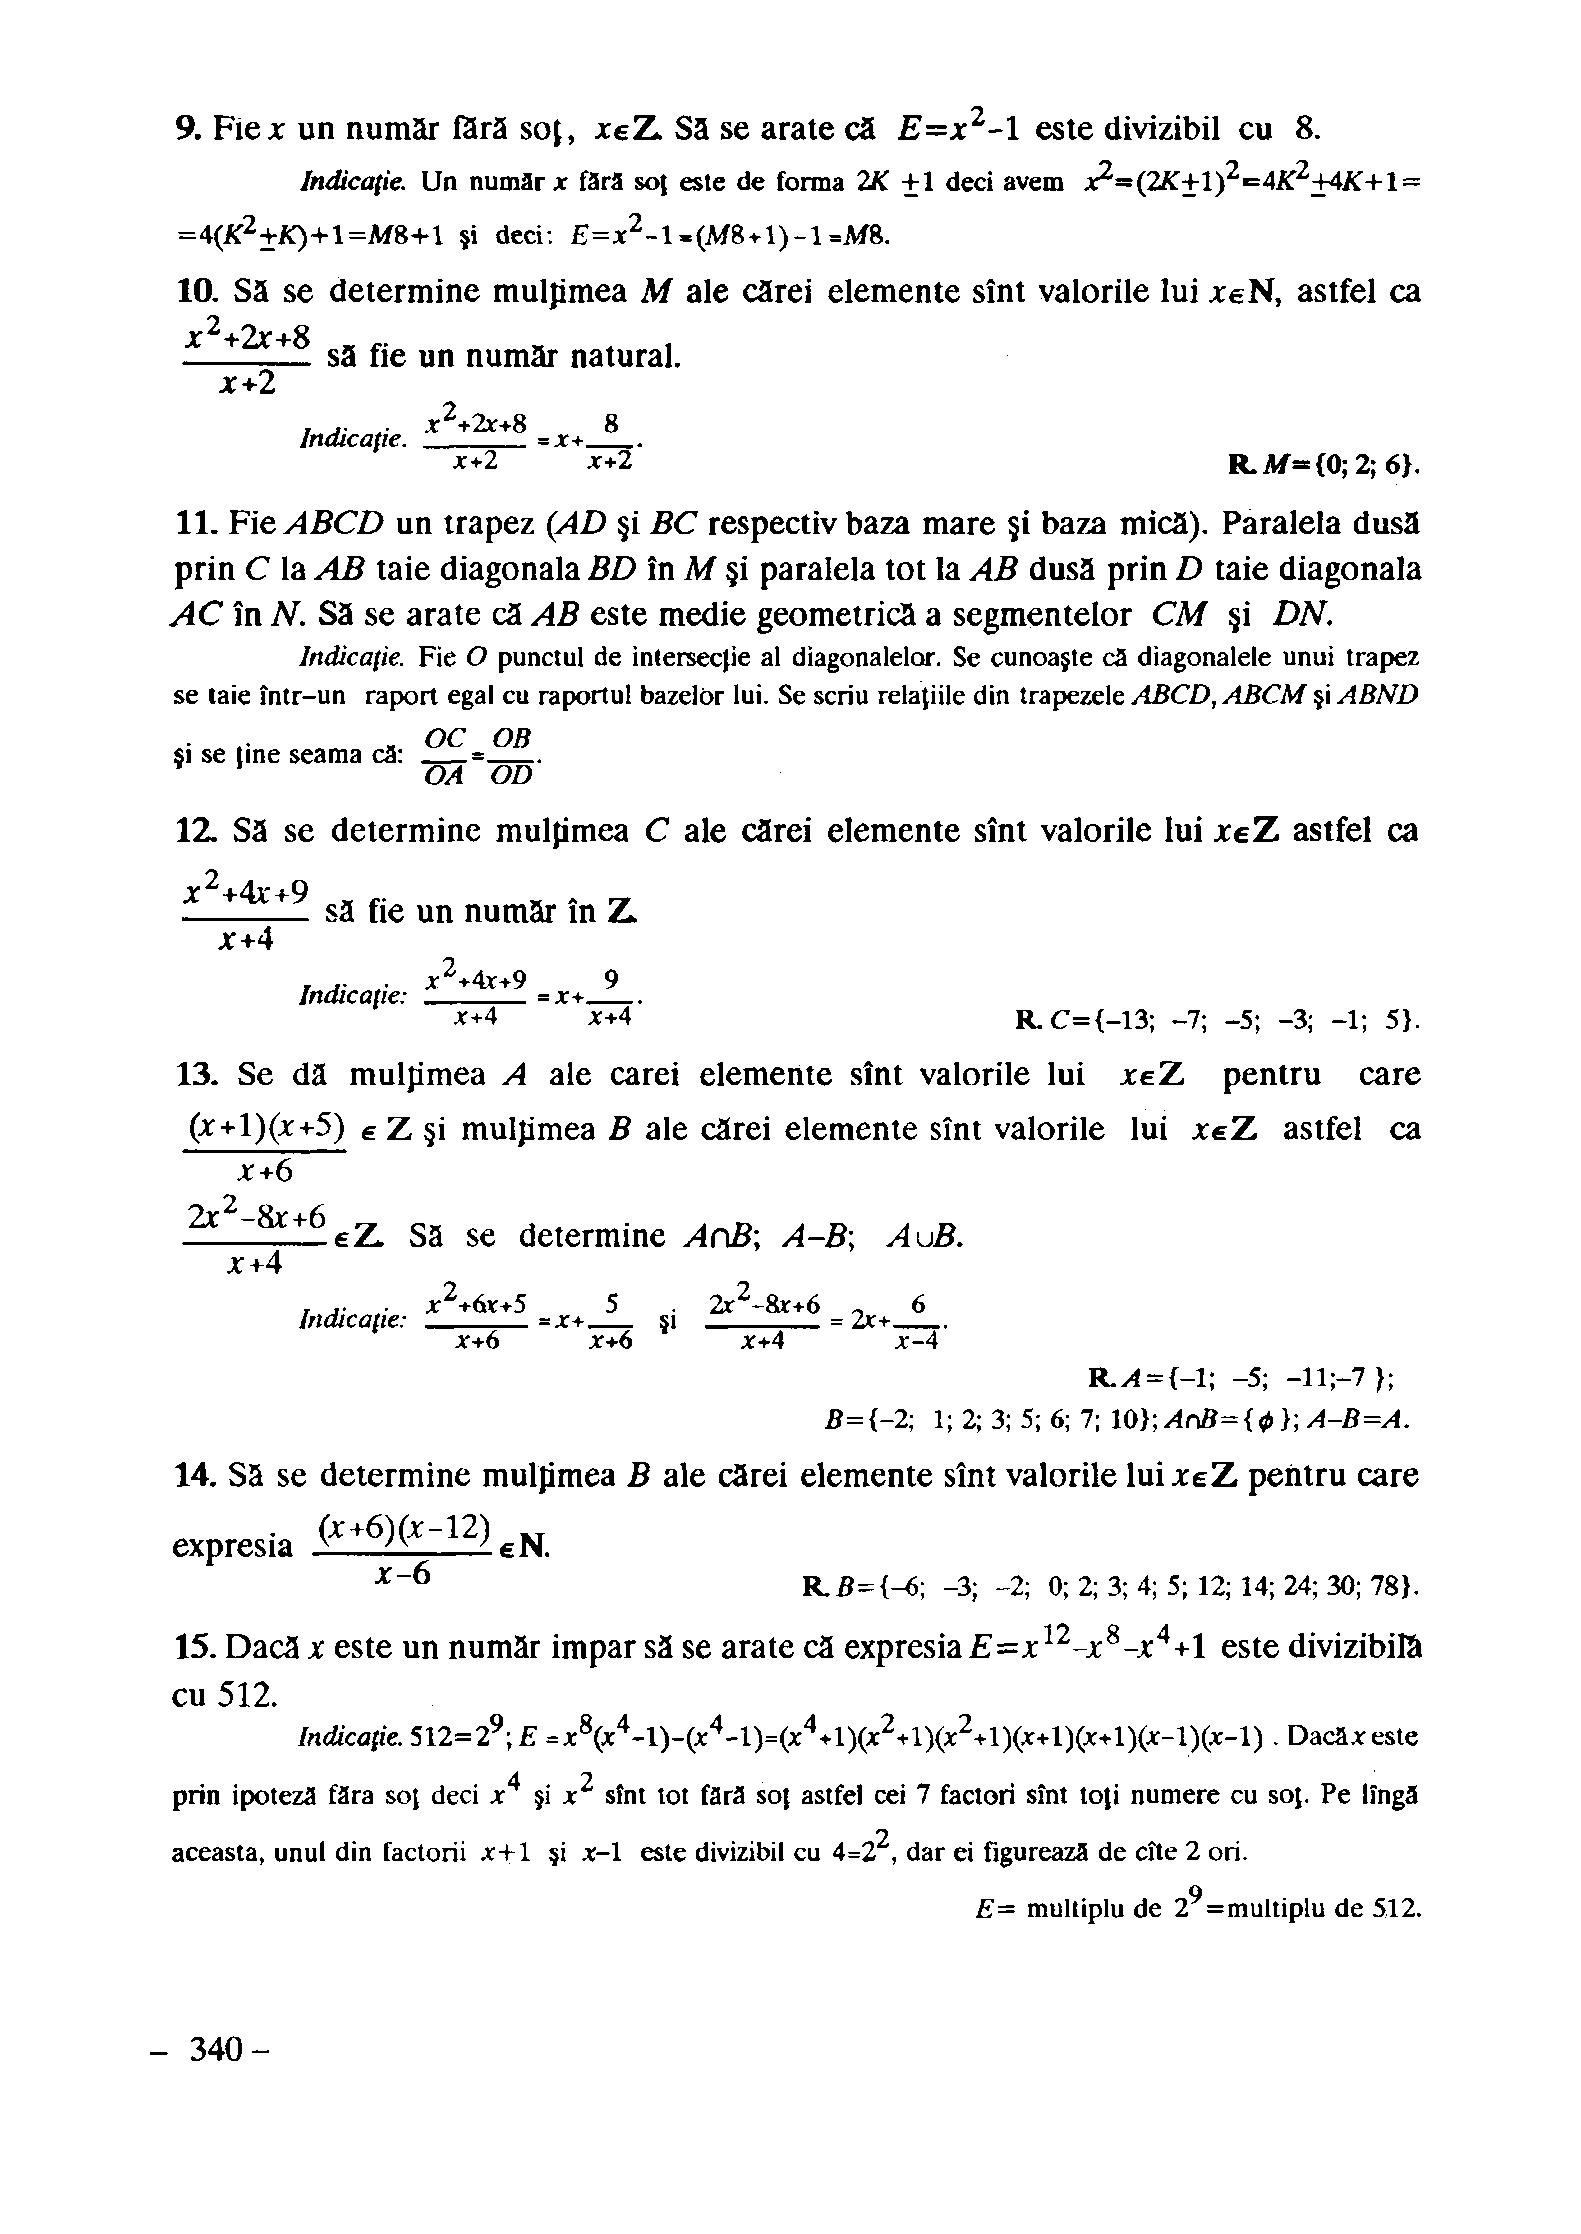 9. Fie x un număr fără soţ, x∈Z. Să se arate că E=x²-1 este divizibil cu 8.
Indicaţie. Un număr x fără soţ este de forma 2K ±1 deci avem x²=(2K±1)²=4K²±4K+1=
=4(K²±K)+1=M8+1 şi deci: E=x²-1=(M8+1)-1=M8.
10. Să se determine mulţimea M ale cărei elemente sînt valorile lui x∈N, astfel ca
x²+2x+8
să fie un număr natural.
x+2
Indicaţie. (x²+2x+8)/(x+2) = x + 8/(x+2).
R. M={0; 2; 6}.
11. Fie ABCD un trapez (AD şi BC respectiv baza mare şi baza mică). Paralela dusă
prin C la AB taie diagonala BD în M şi paralela tot la AB dusă prin D taie diagonala
AC în N. Să se arate că AB este medie geometrică a segmentelor CM şi DN.
Indicaţie. Fie O punctul de intersecţie al diagonalelor. Se cunoaşte că diagonalele unui trapez
se taie într-un raport egal cu raportul bazelor lui. Se scriu relaţiile din trapezele ABCD, ABCM şi ABND
şi se ţine seama că: OC/OA = OB/OD.
12. Să se determine mulţimea C ale cărei elemente sînt valorile lui x∈Z astfel ca
x²+4x+9
să fie un număr în Z.
x+4
Indicaţie: (x²+4x+9)/(x+4) = x + 9/(x+4).
R. C={-13; -7; -5; -3; -1; 5}.
13. Se dă mulţimea A ale carei elemente sînt valorile lui x∈Z pentru care
(x+1)(x+5)/(x+6) ∈ Z şi mulţimea B ale cărei elemente sînt valorile lui x∈Z astfel ca
(2x²-8x+6)/(x+4) ∈Z. Să se determine A∩B; A-B; A∪B.
Indicaţie: (x²+6x+5)/(x+6) = x + 5/(x+6) şi (2x²-8x+6)/(x+4) = 2x + 6/(x-4).
R. A={-1; -5; -11;-7 };
B={-2; 1; 2; 3; 5; 6; 7; 10}; A∩B={ϕ}; A-B=A.
14. Să se determine mulţimea B ale cărei elemente sînt valorile lui x∈Z pentru care
expresia (x+6)(x-12)/(x-6) ∈N.
R. B={-6; -3; -2; 0; 2; 3; 4; 5; 12; 14; 24; 30; 78}.
15. Dacă x este un număr impar să se arate că expresia E=x¹²-x⁸-x⁴+1 este divizibilă
cu 512.
Indicaţie. 512=2⁹; E =x⁸(x⁴-1)-(x⁴-1)=(x⁴+1)(x²+1)(x²+1)(x+1)(x+1)(x-1)(x-1) . Dacă x este
prin ipoteză făra soţ deci x⁴ şi x² sînt tot fără soţ astfel cei 7 factori sînt toţi numere cu soţ. Pe lîngă
aceasta, unul din factorii x+1 şi x-1 este divizibil cu 4=2², dar ei figurează de cîte 2 ori.
E= multiplu de 2⁹=multiplu de 512.
- 340 -